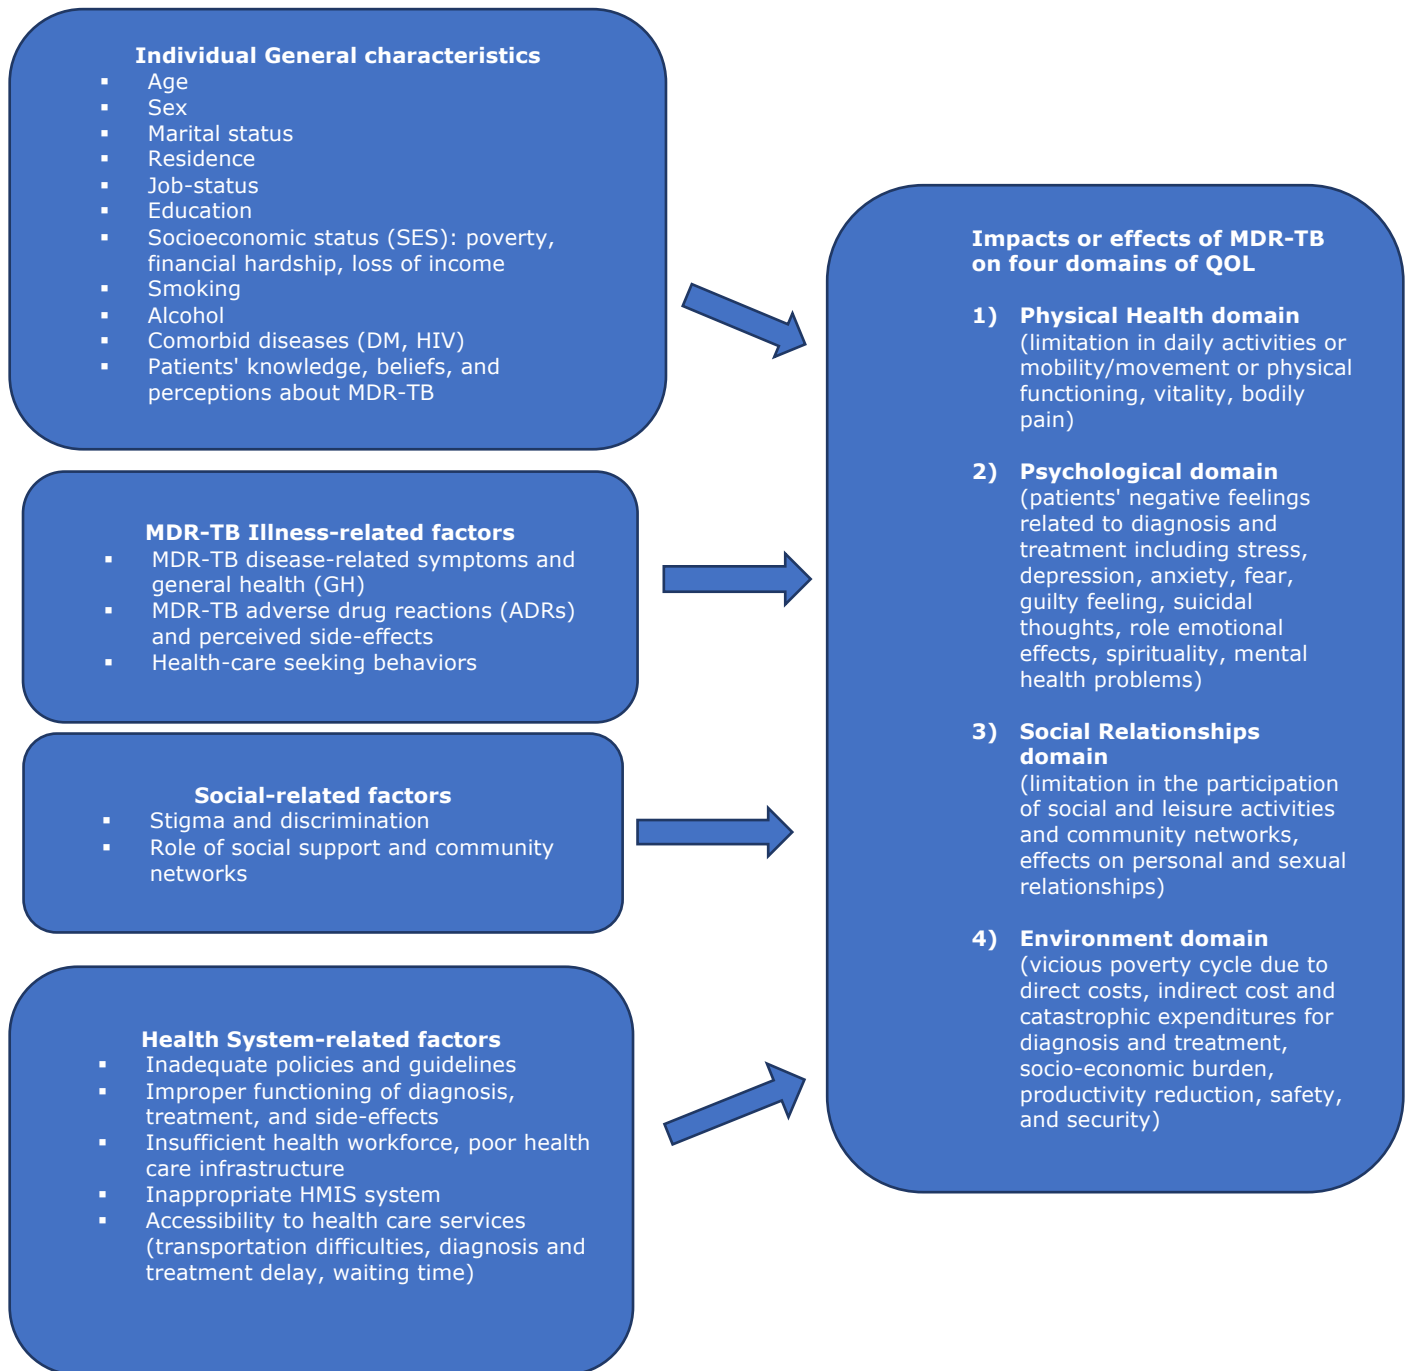 Individual General characteristics
▪ Age
▪ Sex
▪ Marital status
▪ Residence
▪ Job-status
▪ Education
▪ Socioeconomic status (SES): poverty,
financial hardship, loss of income
▪ Smoking
▪ Alcohol
▪ Comorbid diseases (DM, HIV)
▪ Patients' knowledge, beliefs, and
perceptions about MDR-TB
MDR-TB Illness-related factors
▪ MDR-TB disease-related symptoms and
general health (GH)
▪ MDR-TB adverse drug reactions (ADRs)
and perceived side-effects
▪ Health-care seeking behaviors
Social-related factors
▪ Stigma and discrimination
▪ Role of social support and community
networks
Health System-related factors
▪ Inadequate policies and guidelines
▪ Improper functioning of diagnosis,
treatment, and side-effects
▪ Insufficient health workforce, poor health
care infrastructure
▪ Inappropriate HMIS system
▪ Accessibility to health care services
(transportation difficulties, diagnosis and
treatment delay, waiting time)
Impacts or effects of MDR-TB
on four domains of QOL
1) Physical Health domain
(limitation in daily activities or
mobility/movement or physical
functioning, vitality, bodily
pain)
2) Psychological domain
(patients' negative feelings
related to diagnosis and
treatment including stress,
depression, anxiety, fear,
guilty feeling, suicidal
thoughts, role emotional
effects, spirituality, mental
health problems)
3) Social Relationships
domain
(limitation in the participation
of social and leisure activities
and community networks,
effects on personal and sexual
relationships)
4) Environment domain
(vicious poverty cycle due to
direct costs, indirect cost and
catastrophic expenditures for
diagnosis and treatment,
socio-economic burden,
productivity reduction, safety,
and security)